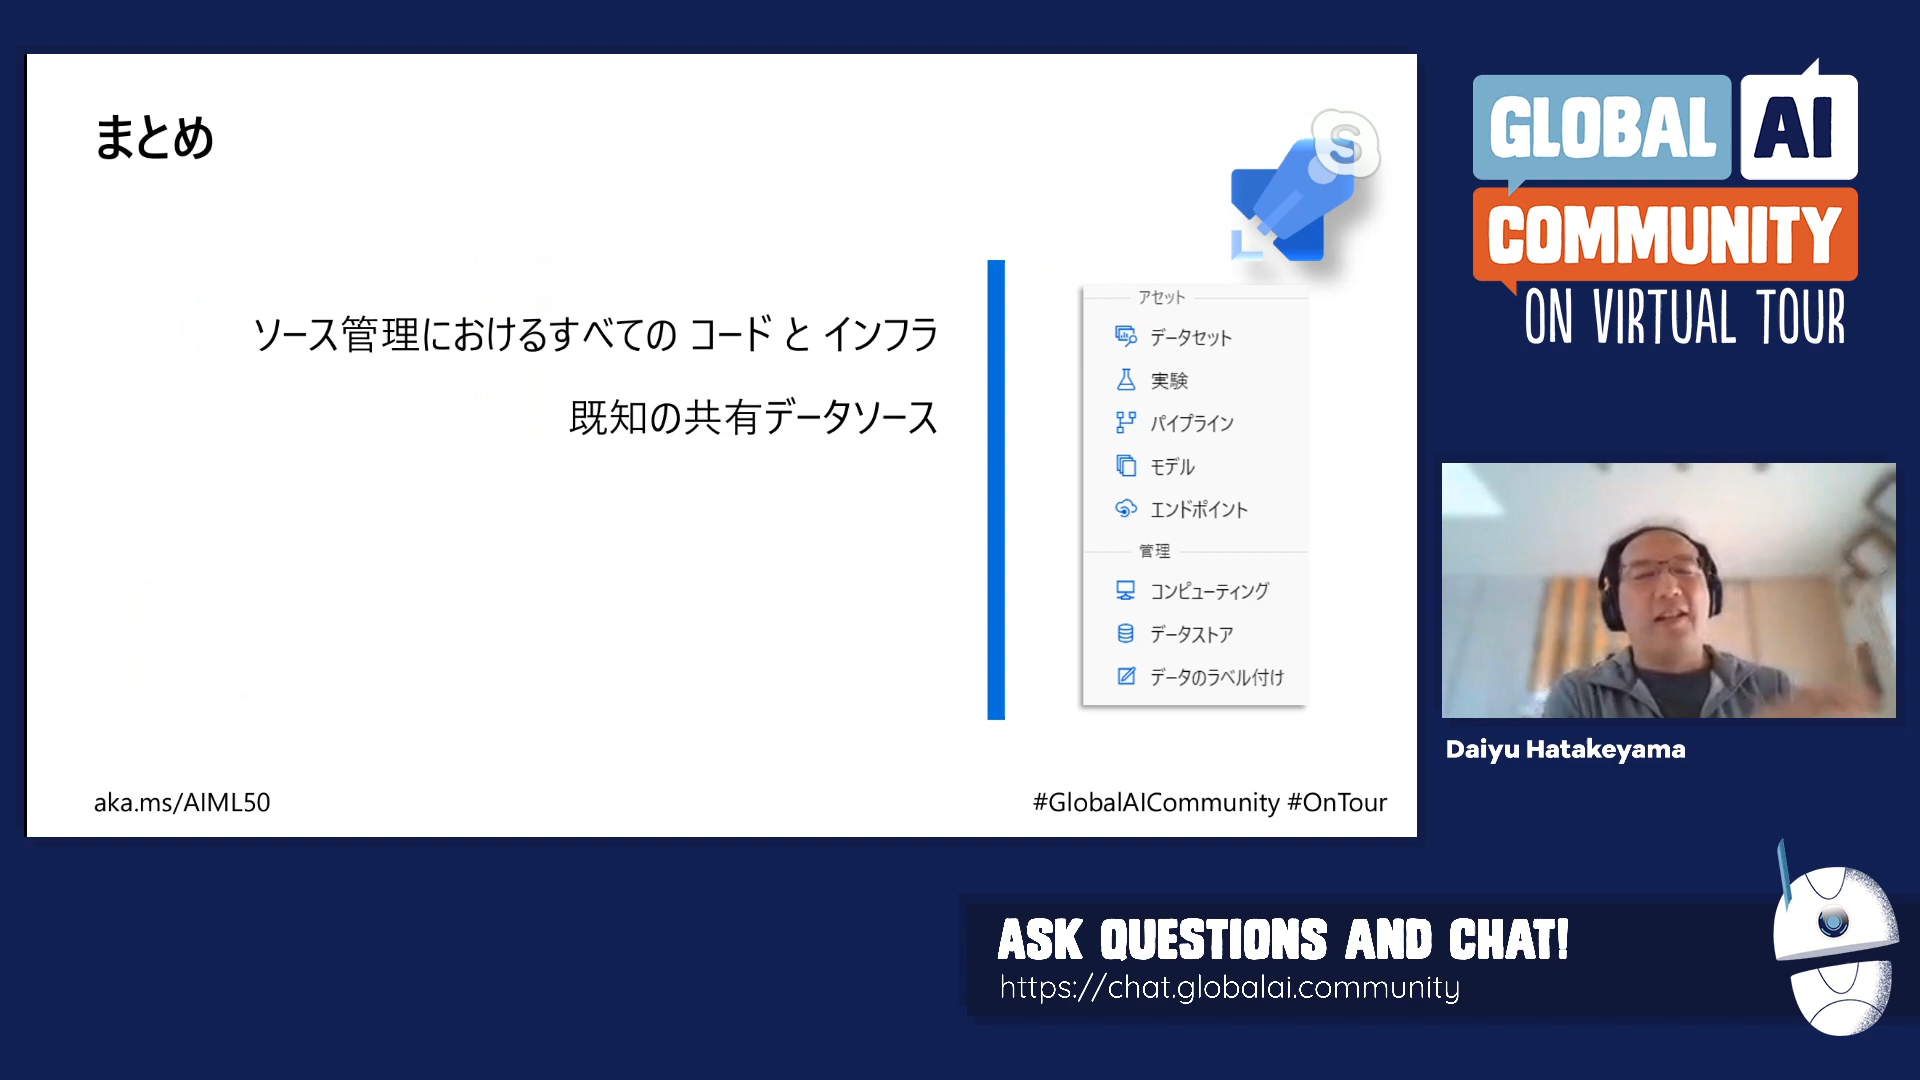 まとめ
ソース管理におけるすべての コード と インフラ
既知の共有データソース
アセット
データセット
実験
パイプライン
モデル
エンドポイント
管理
コンピューティング
データストア
データのラベル付け
aka.ms/AIML50
#GlobalAICommunity #OnTour
GLOBAL AI
COMMUNITY
ON VIRTUAL TOUR
Daiyu Hatakeyama
ASK QUESTIONS AND CHAT!
https://chat.globalai.community